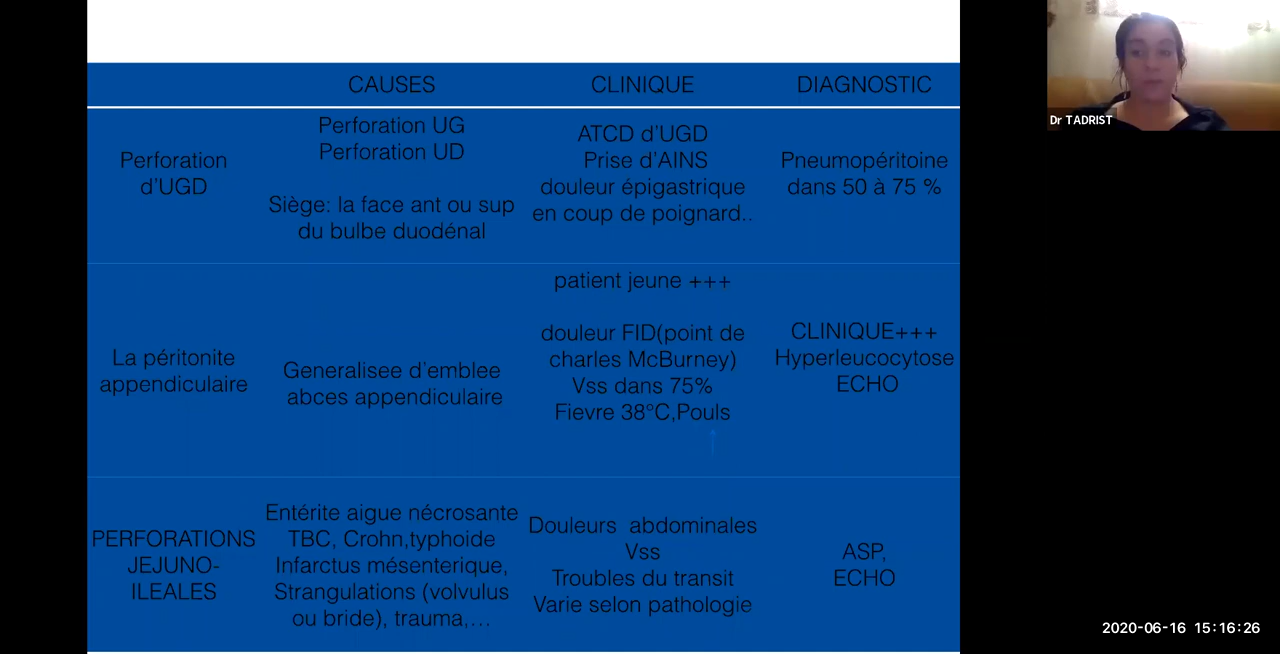 CAUSES
CLINIQUE
DIAGNOSTIC
Perforation
d'UGD
Perforation UG
Perforation UD
Siège: la face ant ou sup
du bulbe duodénal
ATCD d'UGD
Prise d'AINS
douleur épigastrique
en coup de poignard..
Pneumopéritoine
dans 50 à 75 %
La péritonite
appendiculaire
Generalisee d'emblee
abces appendiculaire
patient jeune +++
douleur FID(point de
charles McBurney)
Vss dans 75%
Fievre 38°C,Pouls
↑
CLINIQUE+++
Hyperleucocytose
ECHO
PERFORATIONS
JEJUNO-
ILEALES
Entérite aigue nécrosante
TBC, Crohn,typhoide
Infarctus mésenterique,
Strangulations (volvulus
ou bride), trauma,...
Douleurs abdominales
Vss
Troubles du transit
Varie selon pathologie
ASP,
ECHO
Dr TADRIST
2020-06-16 15:16:26